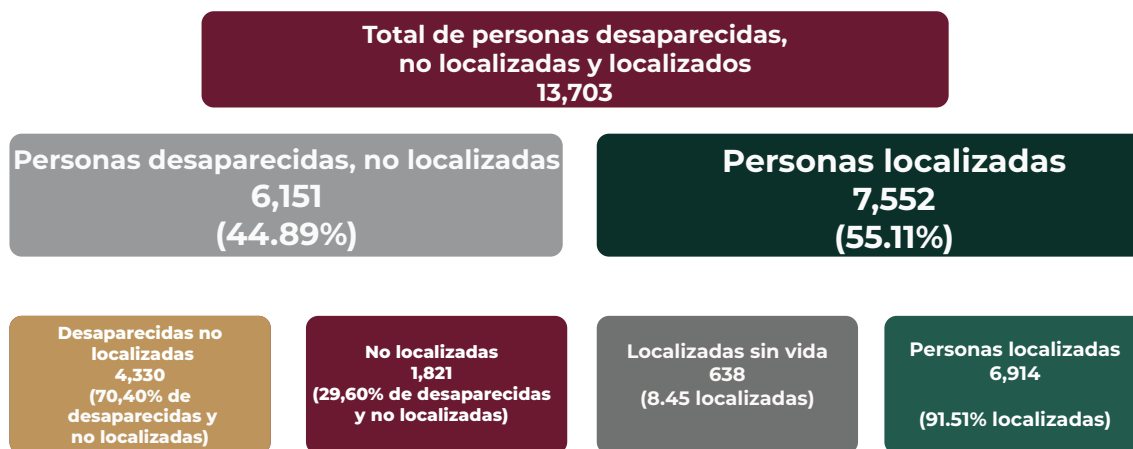 Total de personas desaparecidas,
no localizadas y localizados
13,703
Personas desaparecidas, no localizadas
6,151
(44.89%)
Personas localizadas
7,552
(55.11%)
Desaparecidas no
localizadas
4,330
(70,40% de
desaparecidas y
no localizadas)
No localizadas
1,821
(29,60% de desaparecidas
y no localizadas)
Localizadas sin vida
638
(8.45 localizadas)
Personas localizadas
6,914
(91.51% localizadas)